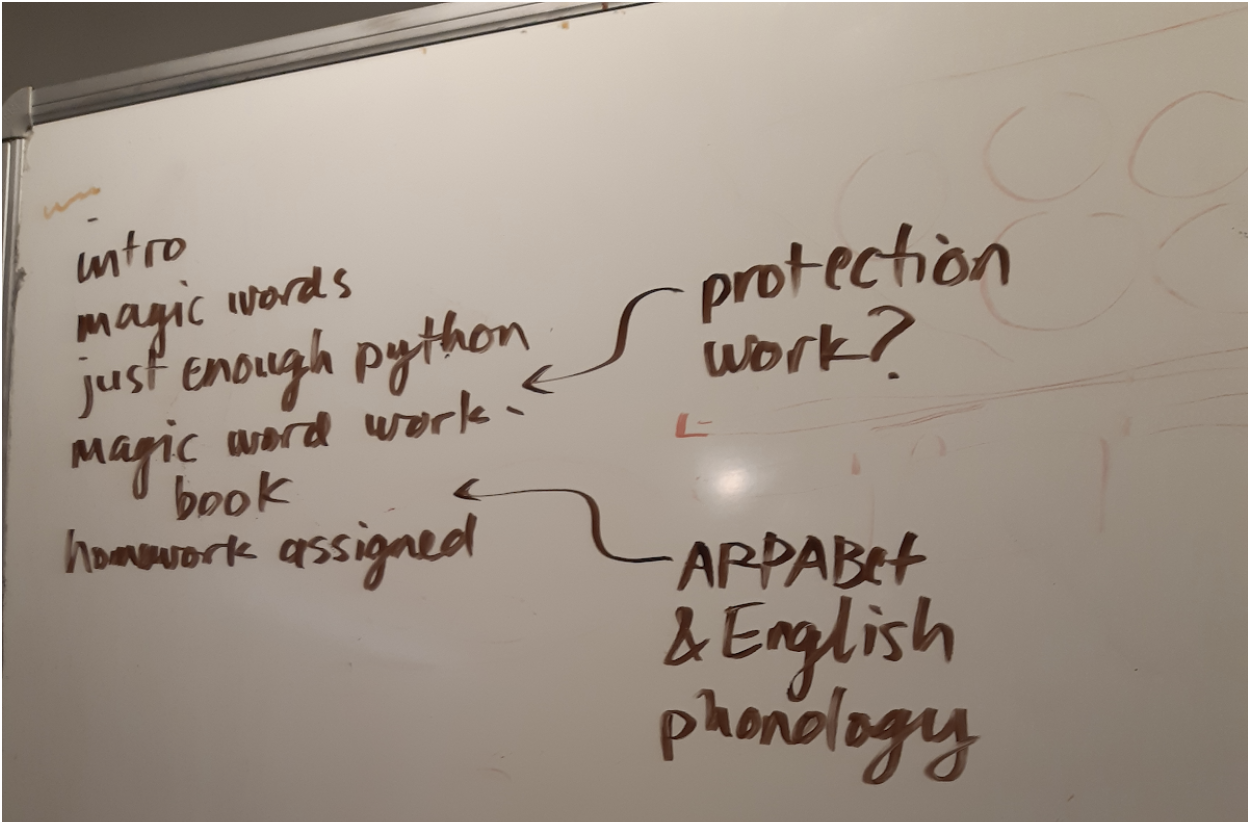 intro
magic words
just enough python
magic word work-
book
homework assigned
protection
work?
ARPABet
& English
phonology